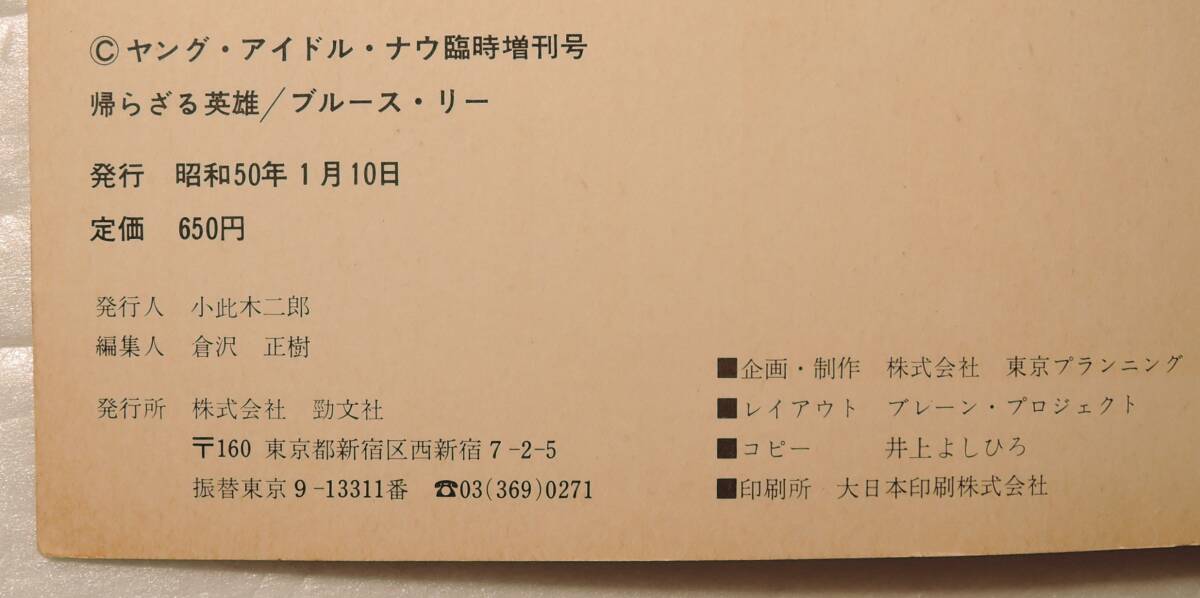 ©ヤング・アイドル・ナウ臨時増刊号
帰らざる英雄/ブルース・リー
発行 昭和50年1月10日
定価 650円
発行人 小此木二郎
編集人 倉沢 正樹
発行所 株式会社 勁文社
〒160 東京都新宿区西新宿7-2-5
振替東京9-13311番 ☎03(369)0271
■企画・制作 株式会社 東京プランニング
■レイアウト ブレーン・プロジェクト
■コピー 井上よしひろ
■印刷所 大日本印刷株式会社